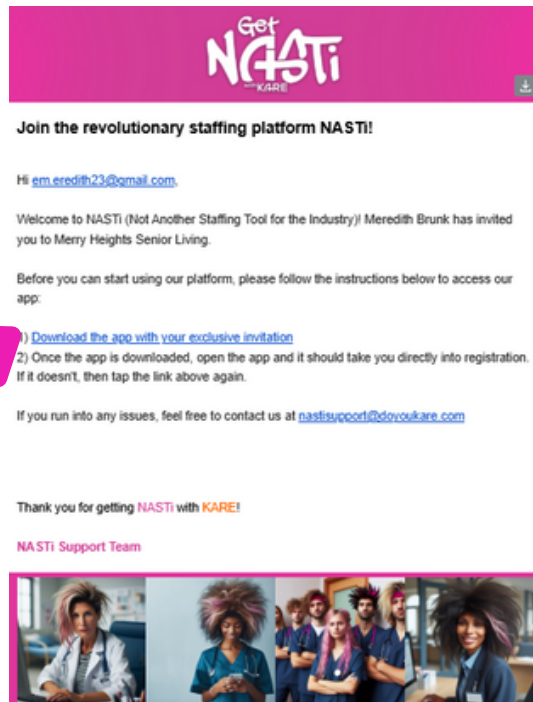 Get
NASTi
with KARE
Join the revolutionary staffing platform NASTi!
Hi em.eredith23@gmail.com,
Welcome to NASTi (Not Another Staffing Tool for the Industry)! Meredith Brunk has invited
you to Merry Heights Senior Living.
Before you can start using our platform, please follow the instructions below to access our
app:
1) Download the app with your exclusive invitation
2) Once the app is downloaded, open the app and it should take you directly into registration.
If it doesn't, then tap the link above again.
If you run into any issues, feel free to contact us at nastisupport@doyoukare.com
Thank you for getting NASTi with KARE!
NASTi Support Team